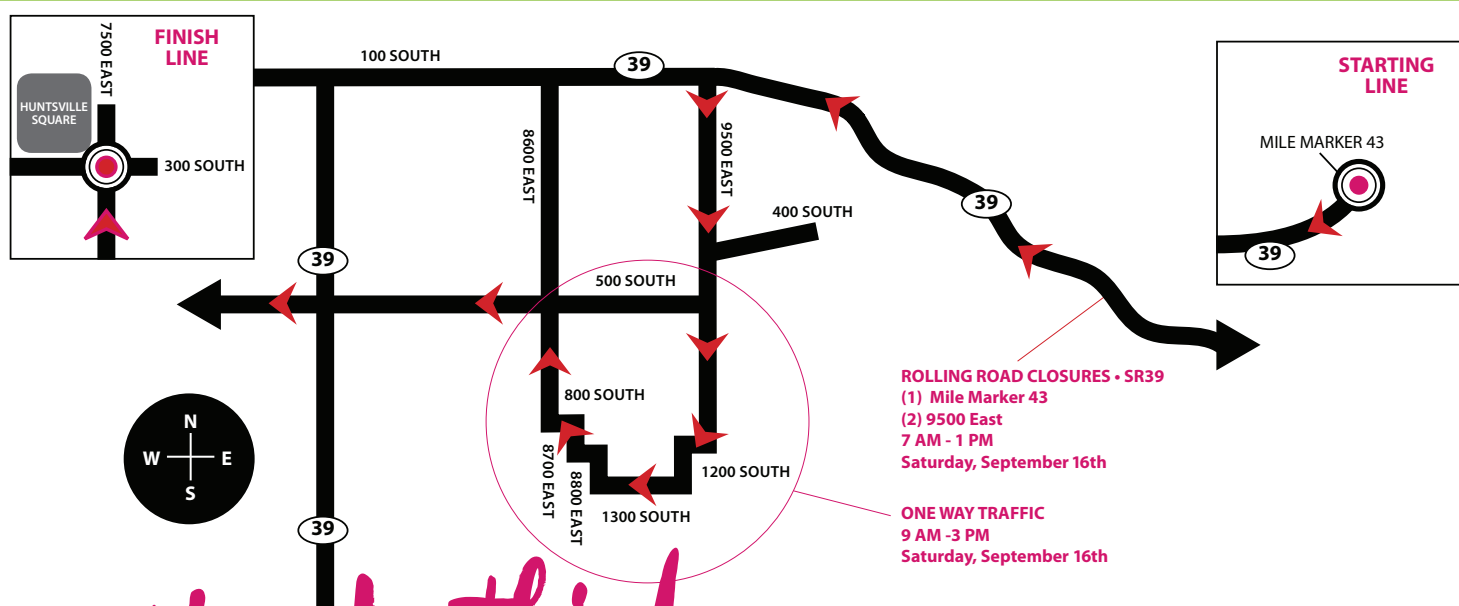 FINISH
LINE
7500 EAST
HUNTSVILLE
SQUARE
300 SOUTH
100 SOUTH
39
8600 EAST
9500 EAST
400 SOUTH
39
STARTING
LINE
MILE MARKER 43
39
39
500 SOUTH
800 SOUTH
8700 EAST
8800 EAST
1200 SOUTH
1300 SOUTH
N
W E
S
39
ROLLING ROAD CLOSURES • SR39
(1) Mile Marker 43
(2) 9500 East
7 AM - 1 PM
Saturday, September 16th
ONE WAY TRAFFIC
9 AM -3 PM
Saturday, September 16th